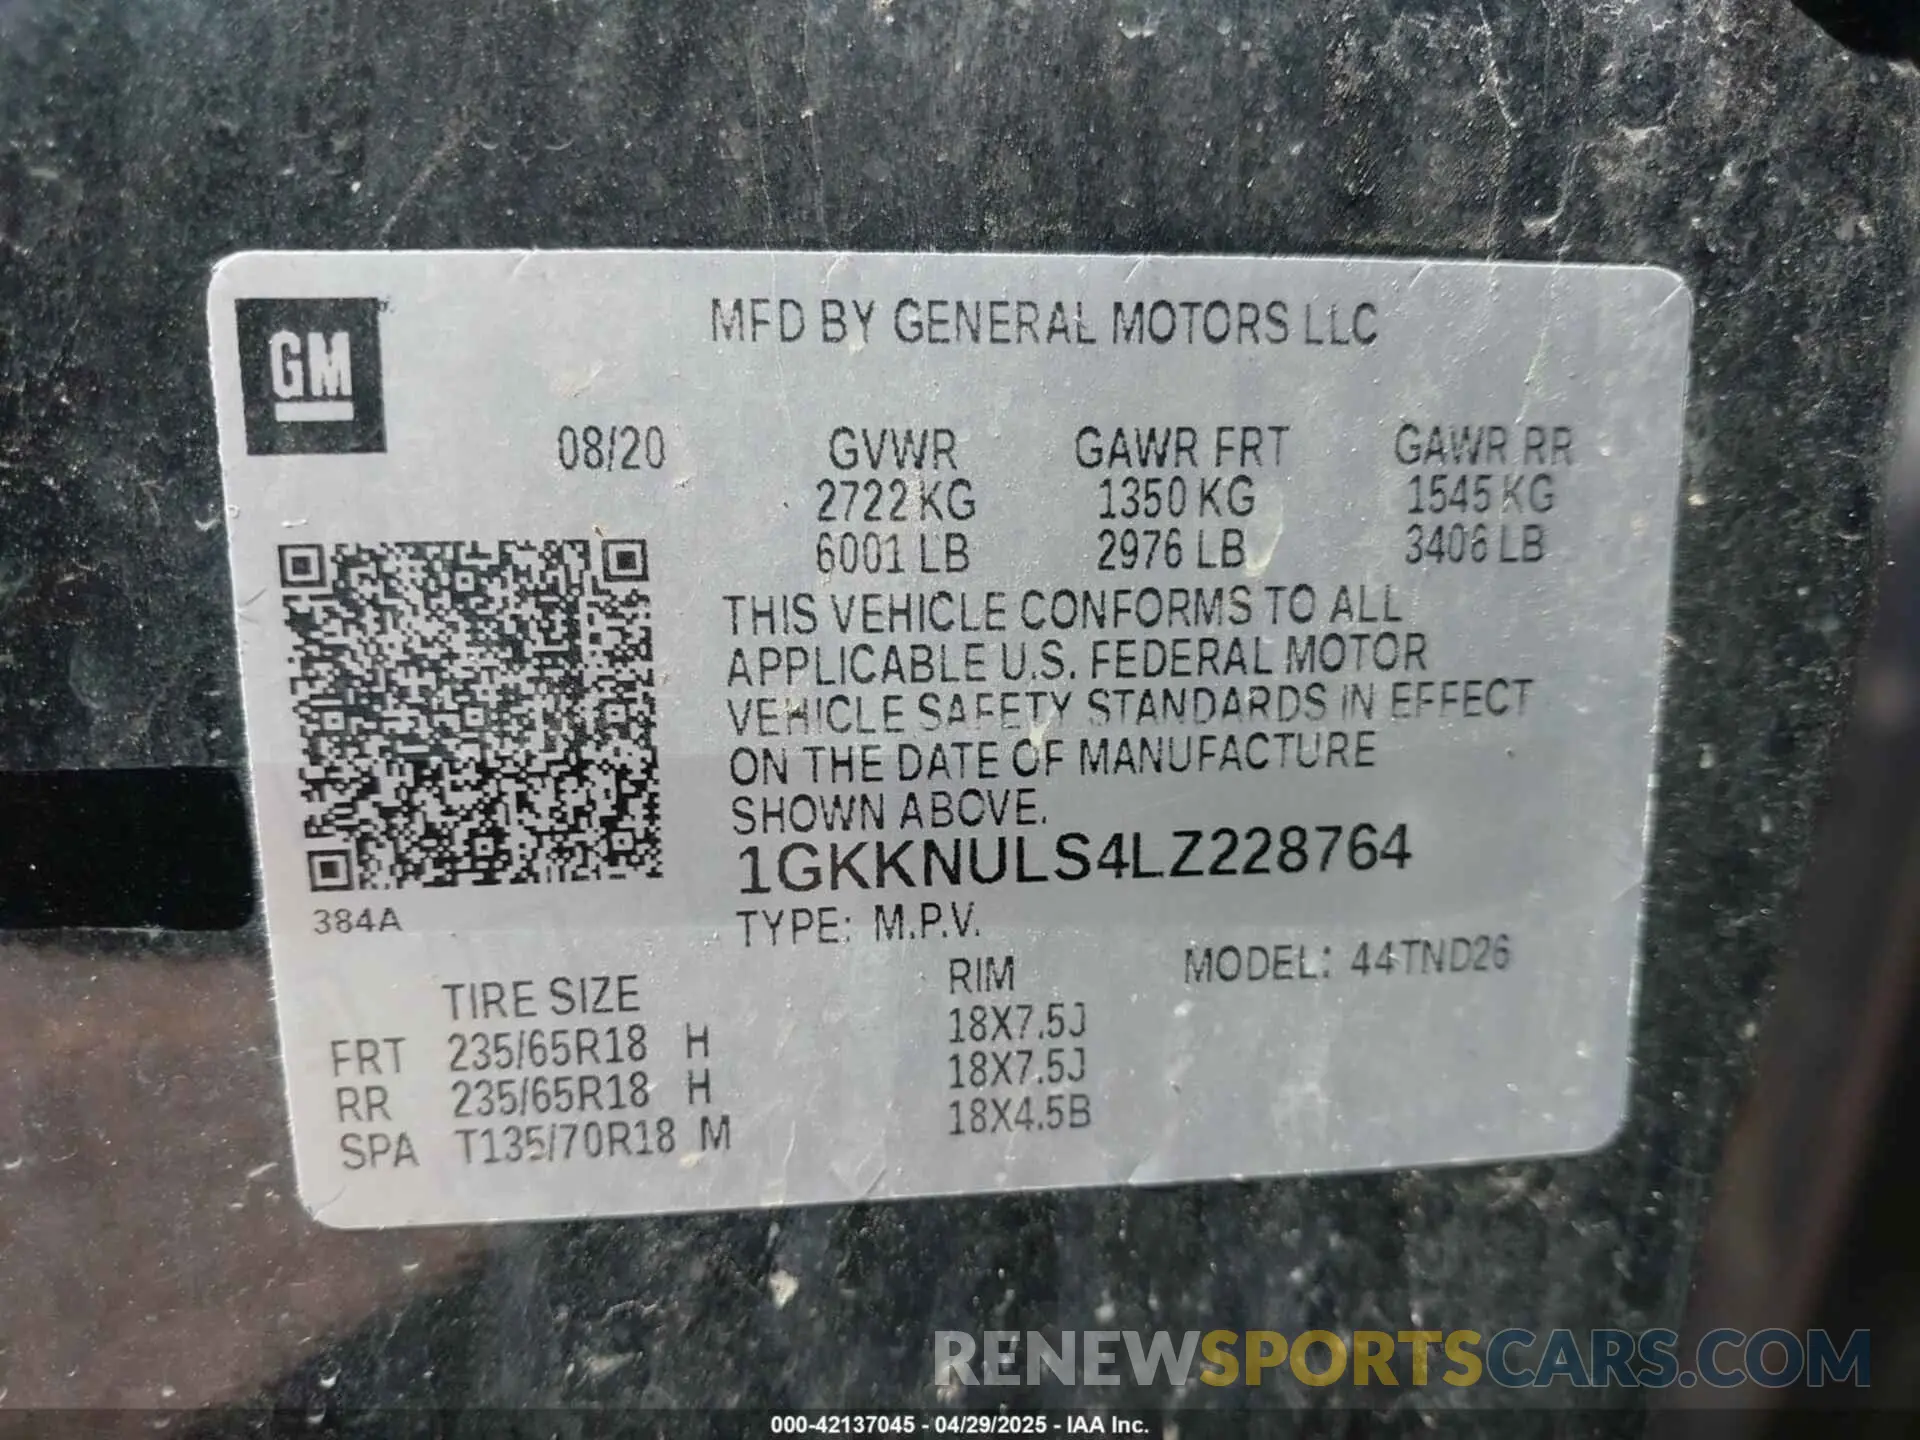 MFD BY GENERAL MOTORS LLC
GM
08/20 GVWR GAWR FRT GAWR RR
2722 KG 1350 KG 1545 KG
6001 LB 2976 LB 3406 LB
THIS VEHICLE CONFORMS TO ALL
APPLICABLE U.S. FEDERAL MOTOR
VEHICLE SAFETY STANDARDS IN EFFECT
ON THE DATE OF MANUFACTURE
SHOWN ABOVE.
1GKKNULS4LZ228764
384A
TYPE: M.P.V.
TIRE SIZE RIM MODEL: 44TND26
FRT 235/65R18 H 18X7.5J
RR 235/65R18 H 18X7.5J
SPA T135/70R18 M 18X4.5B
RENEWSPORTSCARS.COM
000-42137045 - 04/29/2025 - IAA Inc.